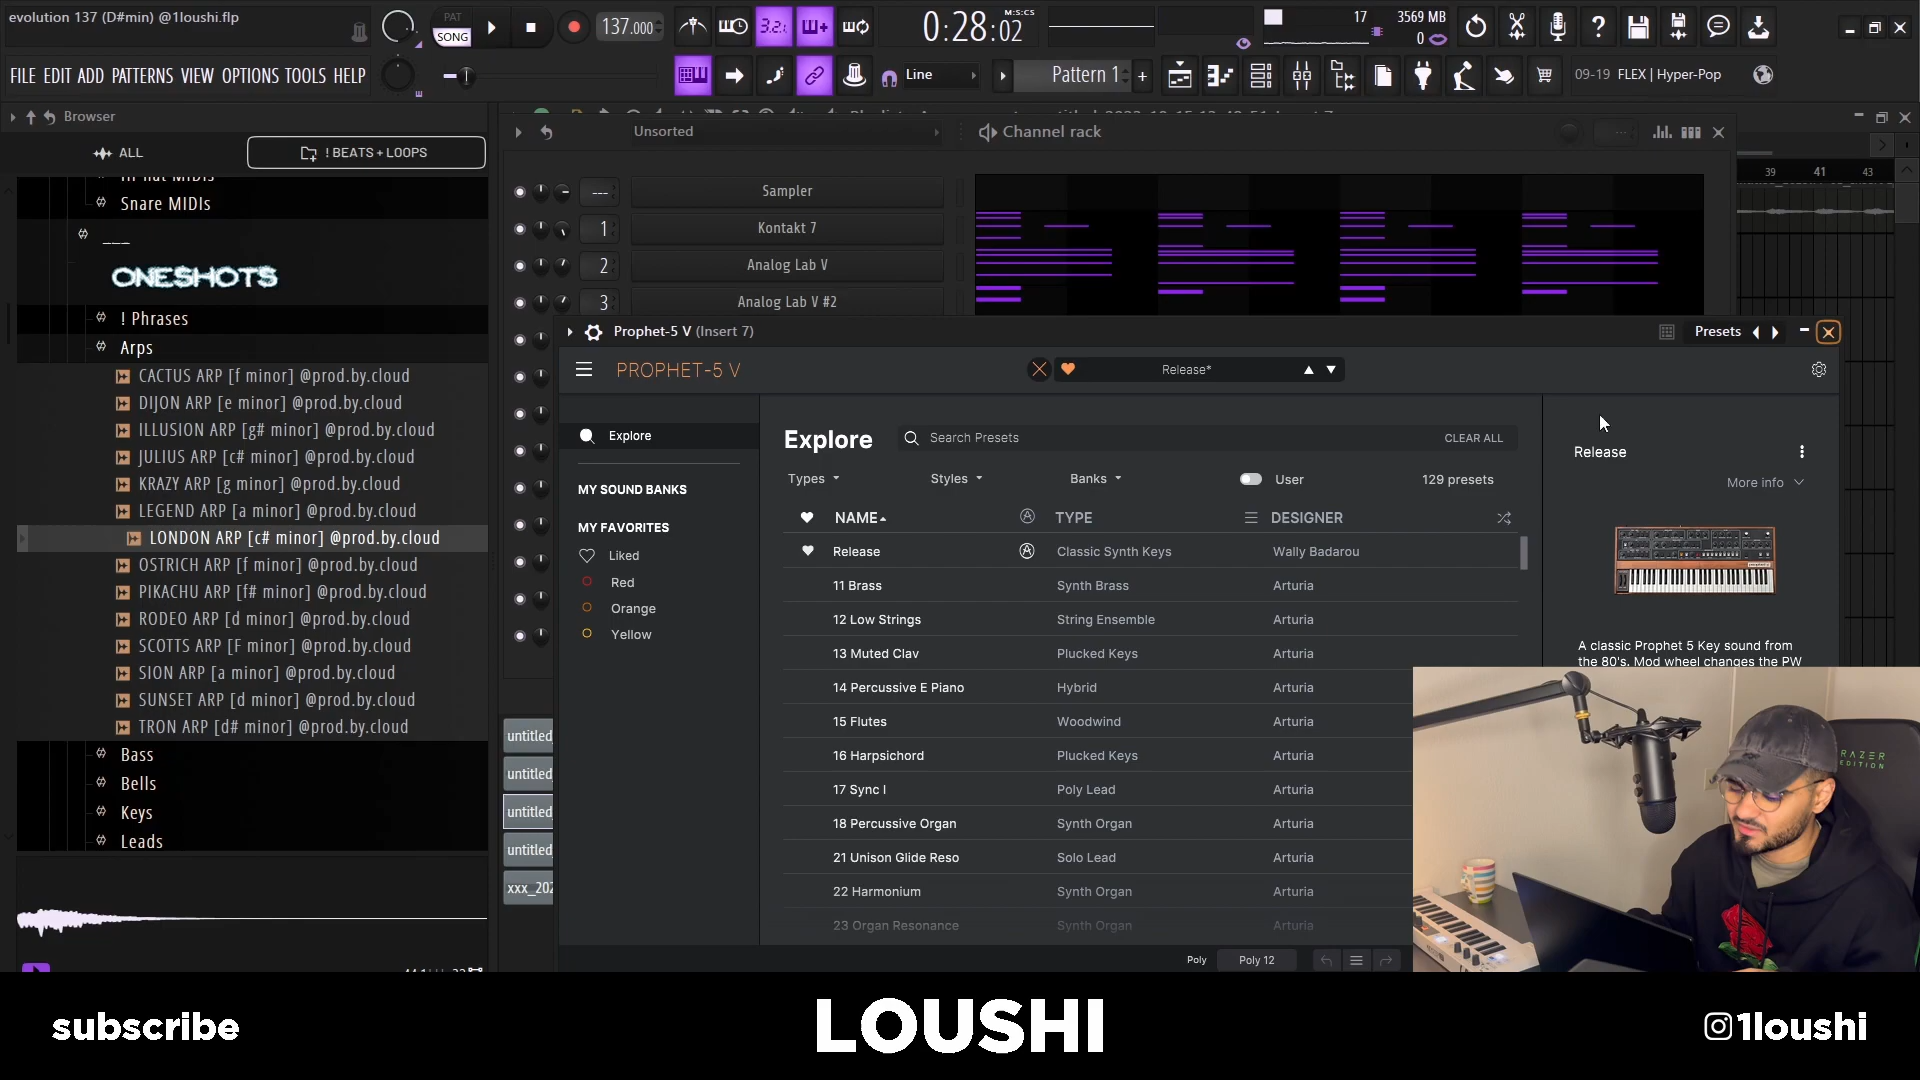 evolution 137 (D#min) @1loushi.flp
PAT
SONG
137.000
3.2.1
0:28:02
M:S:CS
17
3569 MB
0
FILE EDIT ADD PATTERNS VIEW OPTIONS TOOLS HELP
Line
Pattern 1
09-19 FLEX | Hyper-Pop
Browser
ALL
! BEATS + LOOPS
Snare MIDIs
ONESHOTS
! Phrases
Arps
CACTUS ARP [f minor] @prod.by.cloud
DIJON ARP [e minor] @prod.by.cloud
ILLUSION ARP [g# minor] @prod.by.cloud
JULIUS ARP [c# minor] @prod.by.cloud
KRAZY ARP [g minor] @prod.by.cloud
LEGEND ARP [a minor] @prod.by.cloud
LONDON ARP [c# minor] @prod.by.cloud
OSTRICH ARP [f minor] @prod.by.cloud
PIKACHU ARP [f# minor] @prod.by.cloud
RODEO ARP [d minor] @prod.by.cloud
SCOTTS ARP [F minor] @prod.by.cloud
SION ARP [a minor] @prod.by.cloud
SUNSET ARP [d minor] @prod.by.cloud
TRON ARP [d# minor] @prod.by.cloud
Bass
Bells
Keys
Leads
Unsorted
Channel rack
39 41 43
--- Sampler
1 Kontakt 7
2 Analog Lab V
3 Analog Lab V #2
untitled_
untitled_
untitled_
untitled_
xxx_202
Prophet-5 V (Insert 7)
Presets
PROPHET-5 V
Release*
Explore
MY SOUND BANKS
MY FAVORITES
Liked
Red
Orange
Yellow
Explore
Search Presets
CLEAR ALL
Types
Styles
Banks
User
129 presets
NAME TYPE DESIGNER
Release Classic Synth Keys Wally Badarou
11 Brass Synth Brass Arturia
12 Low Strings String Ensemble Arturia
13 Muted Clav Plucked Keys Arturia
14 Percussive E Piano Hybrid Arturia
15 Flutes Woodwind Arturia
16 Harpsichord Plucked Keys Arturia
17 Sync I Poly Lead Arturia
18 Percussive Organ Synth Organ Arturia
21 Unison Glide Reso Solo Lead Arturia
22 Harmonium Synth Organ Arturia
23 Organ Resonance Synth Organ Arturia
Poly
Poly 12
Release
More info
A classic Prophet 5 Key sound from
the 80's. Mod wheel changes the PW
RAZER
EDITION
subscribe
LOUSHI
1loushi